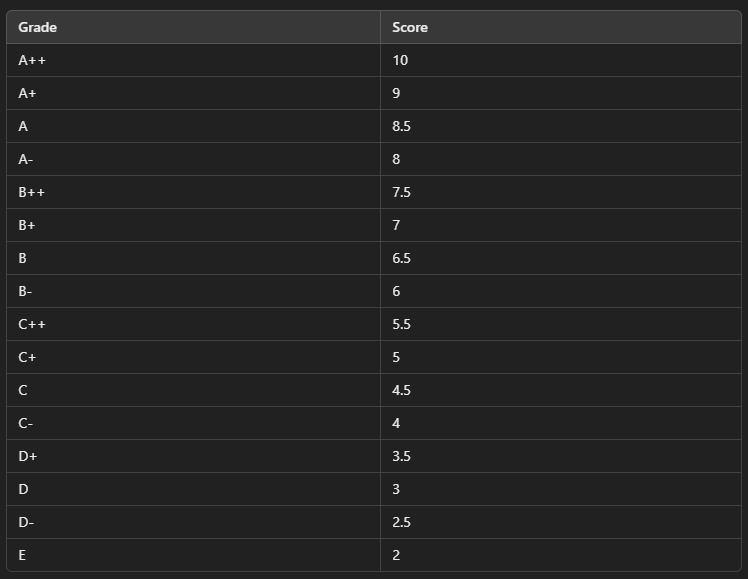 Grade Score
A++ 10
A+ 9
A 8.5
A- 8
B++ 7.5
B+ 7
B 6.5
B- 6
C++ 5.5
C+ 5
C 4.5
C- 4
D+ 3.5
D 3
D- 2.5
E 2